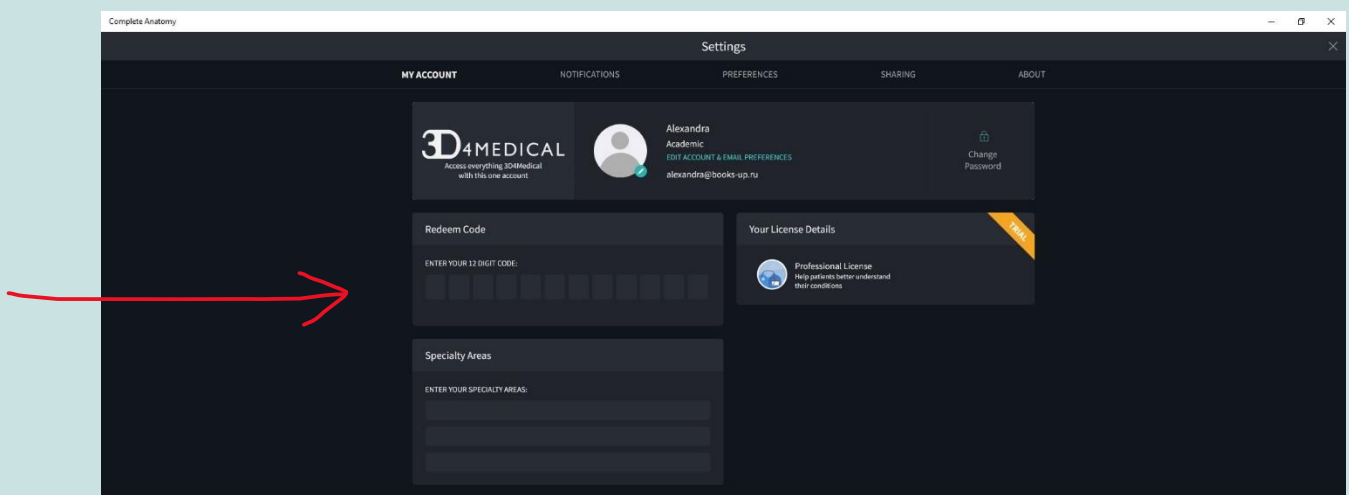 Complete Anatomy
Settings
MY ACCOUNT
NOTIFICATIONS
PREFERENCES
SHARING
ABOUT
3D4MEDICAL
Access everything 3D4Medical
with this one account
Alexandra
Academic
EDIT ACCOUNT & EMAIL PREFERENCES
alexandra@books-up.ru
Change
Password
Redeem Code
ENTER YOUR 12 DIGIT CODE:
Your License Details
TRIAL
Professional License
Help patients better understand
their conditions
Specialty Areas
ENTER YOUR SPECIALTY AREAS: